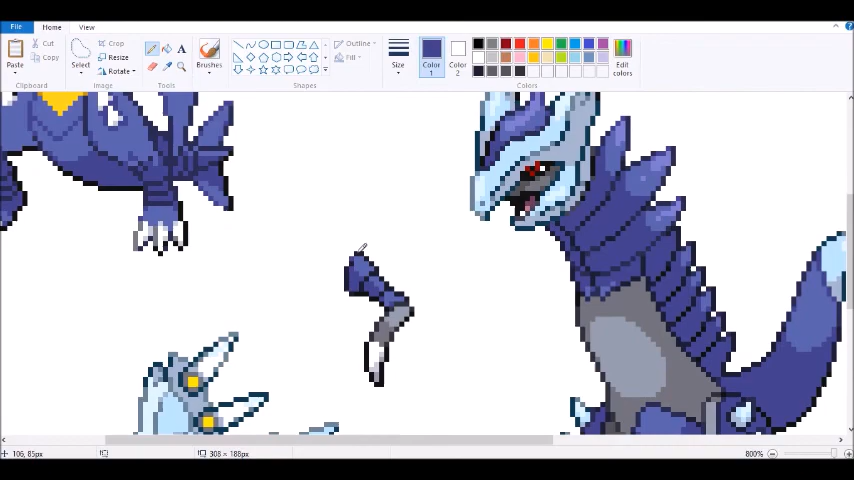 File Home View
Paste Cut Copy Clipboard
Select Crop Resize Rotate Image
A Tools
Brushes
Shapes Outline Fill
Size
Color 1 Color 2 Colors
Edit colors
106, 85px 308 × 188px 800%